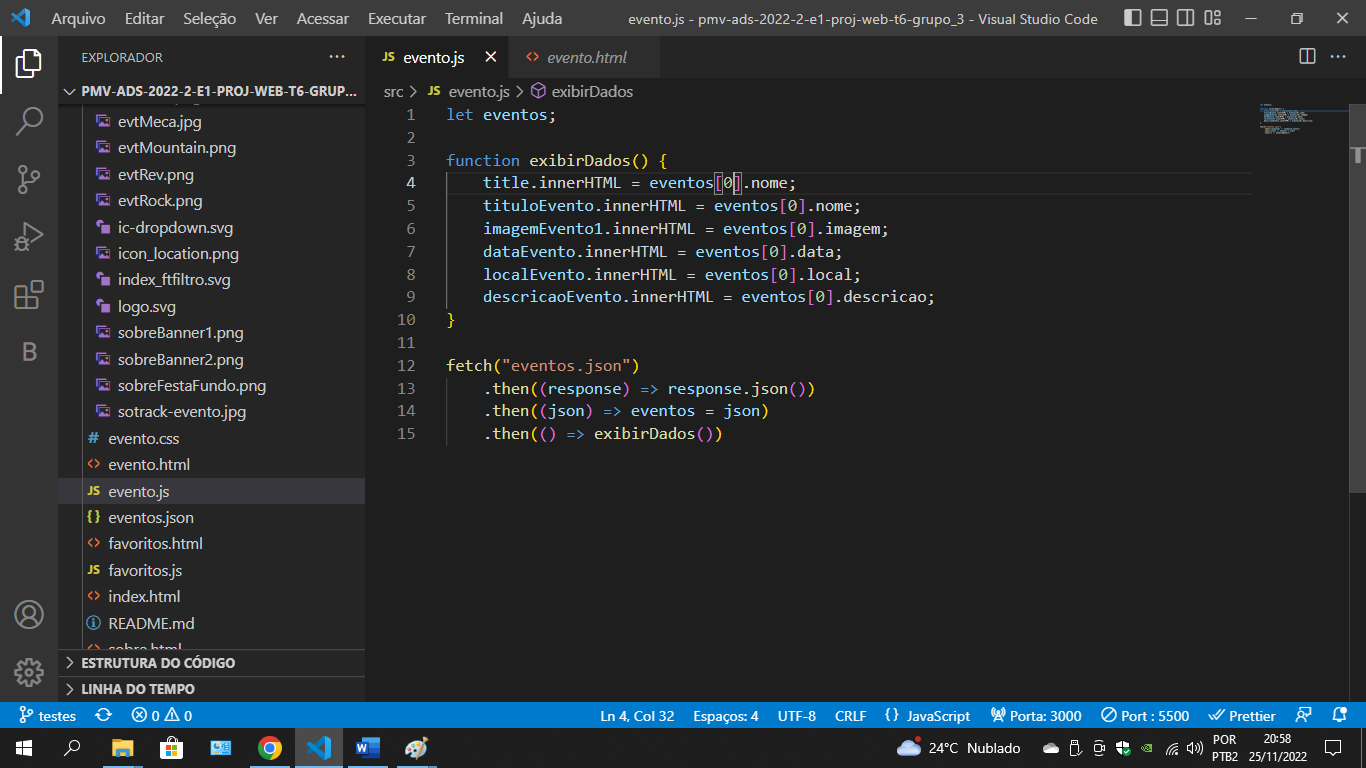 Arquivo Editar Seleção Ver Acessar Executar Terminal Ajuda evento.js - pmv-ads-2022-2-e1-proj-web-t6-grupo_3 - Visual Studio Code
EXPLORADOR ···
PMV-ADS-2022-2-E1-PROJ-WEB-T6-GRUP...
evtMeca.jpg
evtMountain.png
evtRev.png
evtRock.png
ic-dropdown.svg
icon_location.png
index_ftfiltro.svg
logo.svg
sobreBanner1.png
sobreBanner2.png
sobreFestaFundo.png
sotrack-evento.jpg
# evento.css
<> evento.html
JS evento.js
{} eventos.json
<> favoritos.html
JS favoritos.js
<> index.html
README.md
<> sobre.html
ESTRUTURA DO CÓDIGO
LINHA DO TEMPO
JS evento.js <> evento.html
src > JS evento.js > exibirDados
1 let eventos;
2
3 function exibirDados() {
4 title.innerHTML = eventos[0].nome;
5 tituloEvento.innerHTML = eventos[0].nome;
6 imagemEvento1.innerHTML = eventos[0].imagem;
7 dataEvento.innerHTML = eventos[0].data;
8 localEvento.innerHTML = eventos[0].local;
9 descricaoEvento.innerHTML = eventos[0].descricao;
10 }
11
12 fetch("eventos.json")
13 .then((response) => response.json())
14 .then((json) => eventos = json)
15 .then(() => exibirDados())
testes 0 0 Ln 4, Col 32 Espaços: 4 UTF-8 CRLF {} JavaScript Porta: 3000 Port : 5500 Prettier
24°C Nublado POR PTB2 20:58 25/11/2022